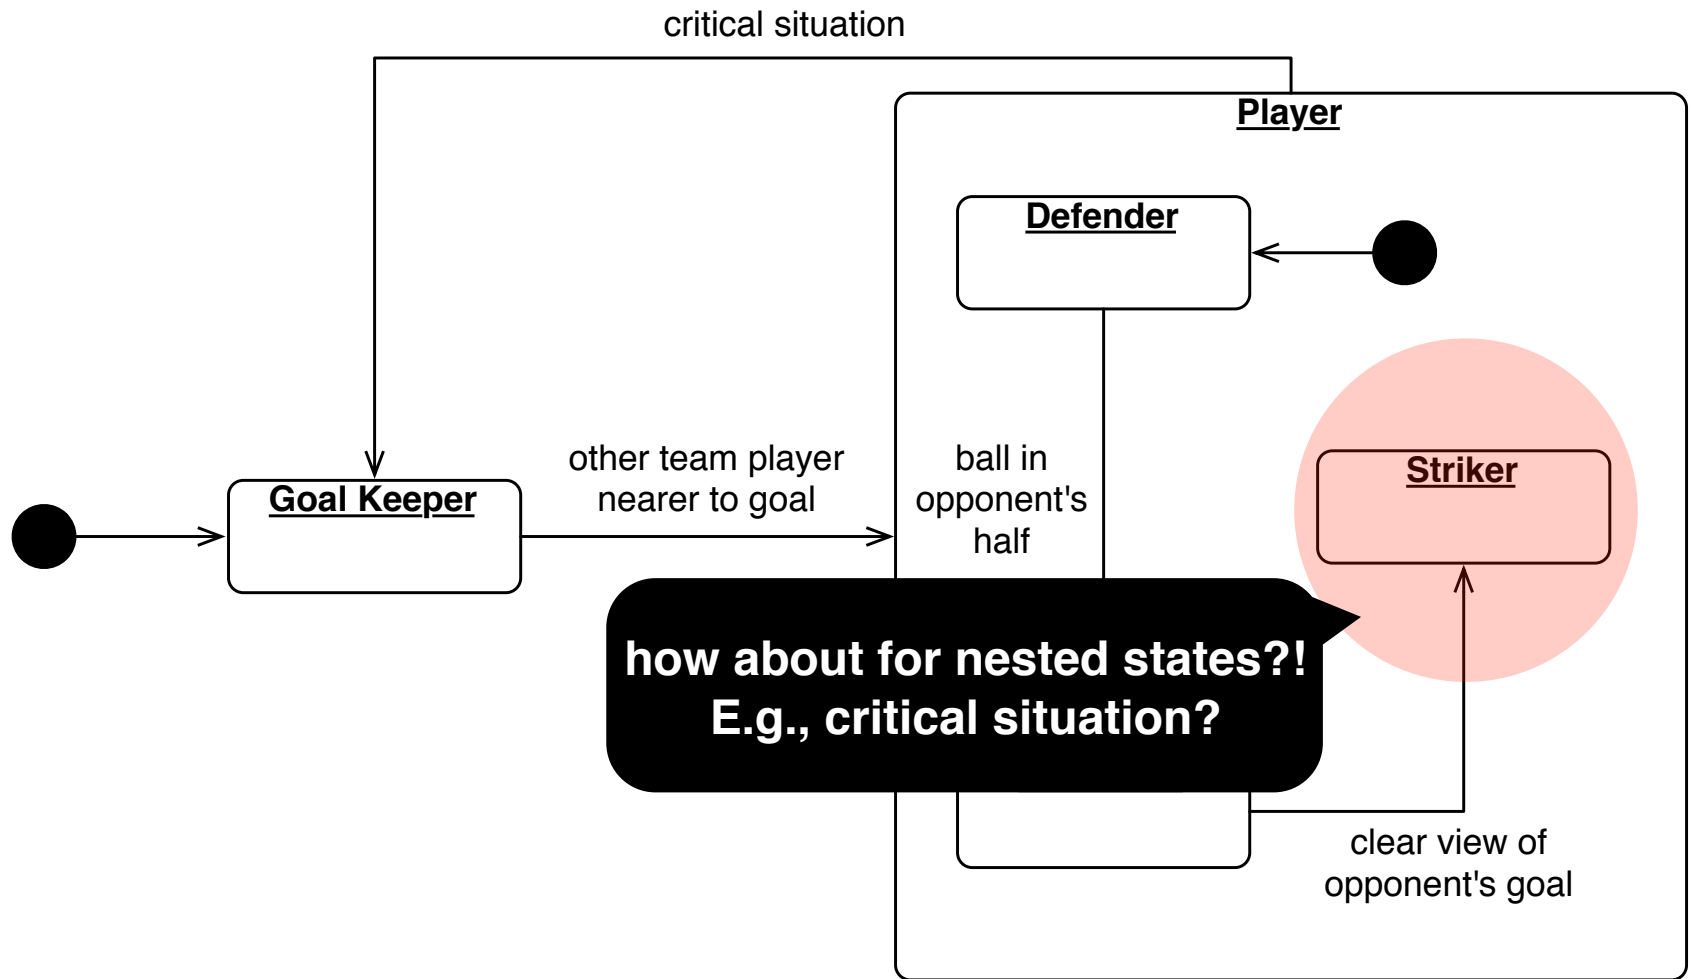 critical situation
Player
Defender
other team player
nearer to goal
ball in
opponent's
half
Striker
Goal Keeper
how about for nested states?!
E.g., critical situation?
clear view of
opponent's goal